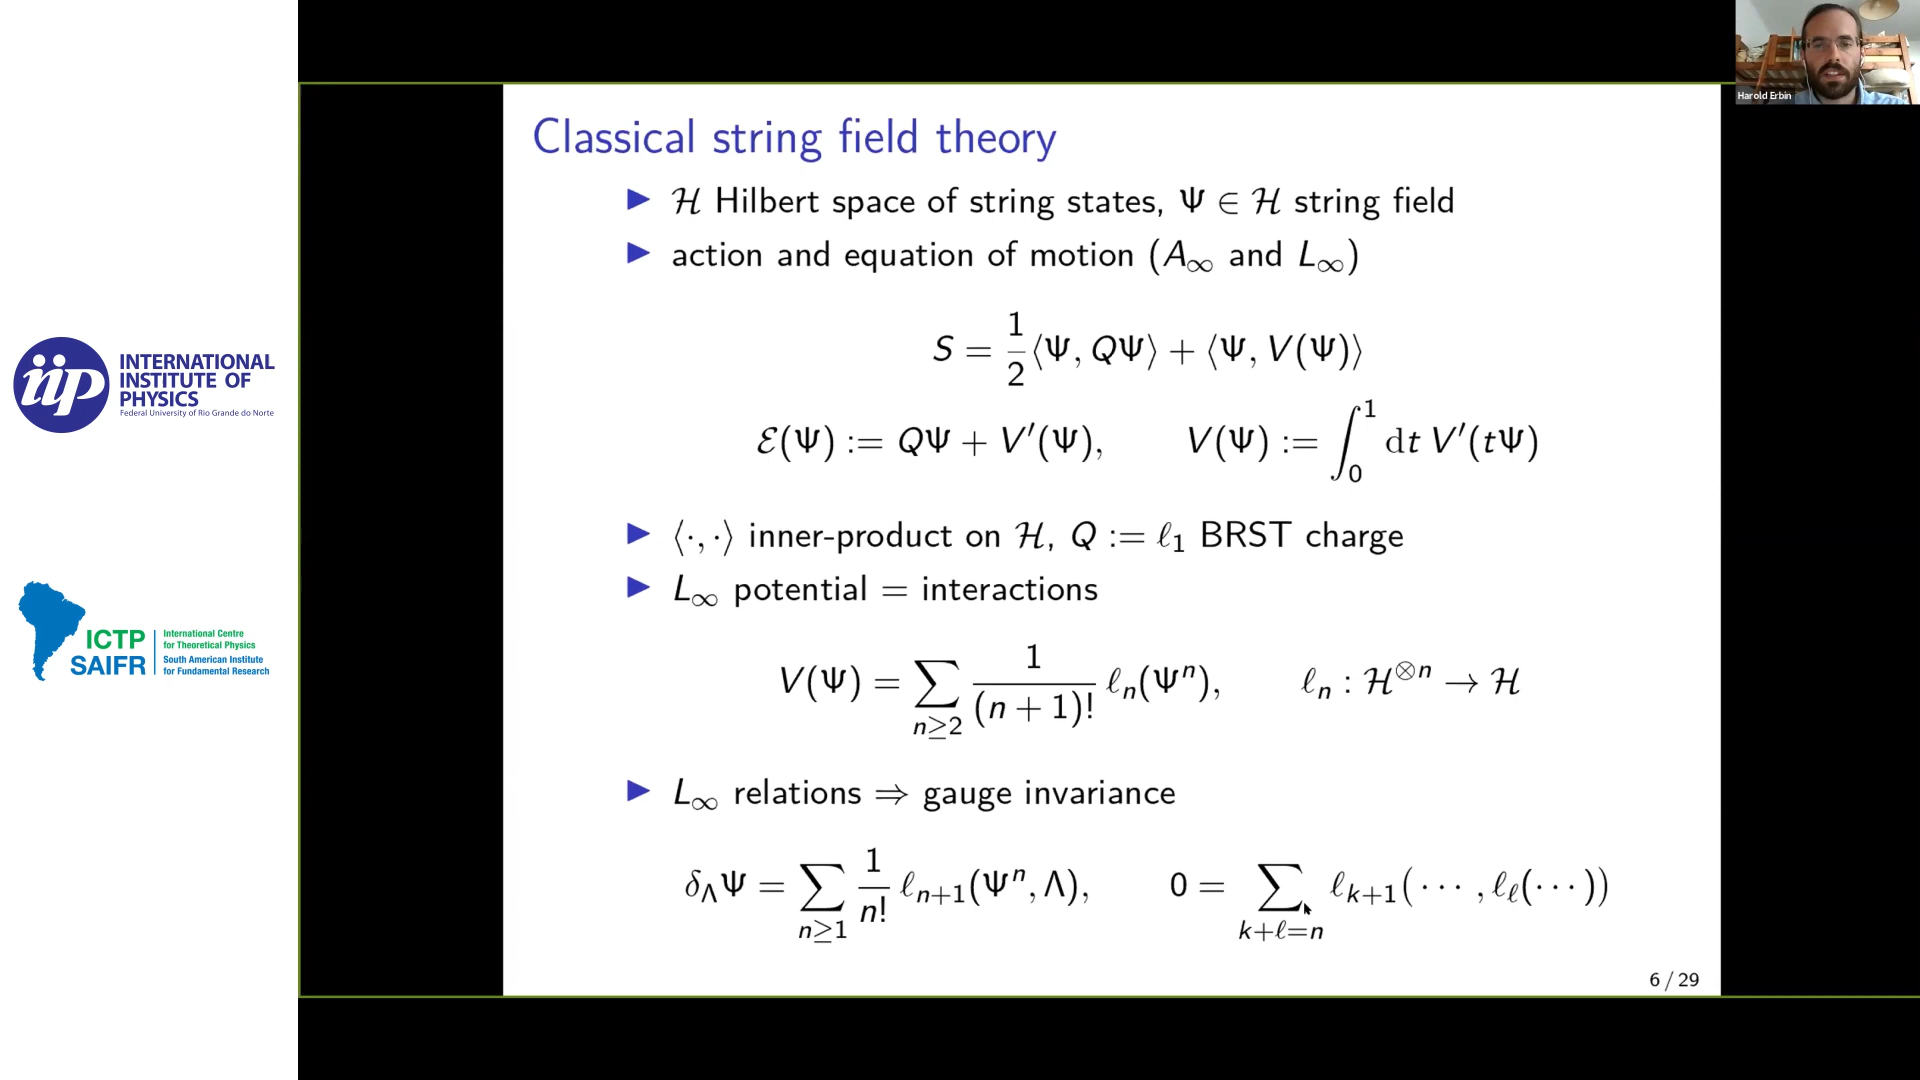 Harold Erbin
Classical string field theory
▶ ℋ Hilbert space of string states, Ψ ∈ ℋ string field
▶ action and equation of motion (A∞ and L∞)
S = 1/2 ⟨Ψ, QΨ⟩ + ⟨Ψ, V(Ψ)⟩
ℰ(Ψ) := QΨ + V′(Ψ), V(Ψ) := ∫₀¹ dt V′(tΨ)
▶ ⟨·, ·⟩ inner-product on ℋ, Q := ℓ₁ BRST charge
▶ L∞ potential = interactions
V(Ψ) = ∑_{n≥2} 1/(n + 1)! ℓₙ(Ψⁿ), ℓₙ : ℋ^{⊗n} → ℋ
▶ L∞ relations ⇒ gauge invariance
δ_Λ Ψ = ∑_{n≥1} 1/n! ℓ_{n+1}(Ψⁿ, Λ), 0 = ∑_{k+ℓ=n} ℓ_{k+1}(· · · , ℓ_ℓ(· · · ))
6 / 29
iip
INTERNATIONAL
INSTITUTE OF
PHYSICS
Federal University of Rio Grande do Norte
ICTP
SAIFR
International Centre
for Theoretical Physics
South American Institute
for Fundamental Research